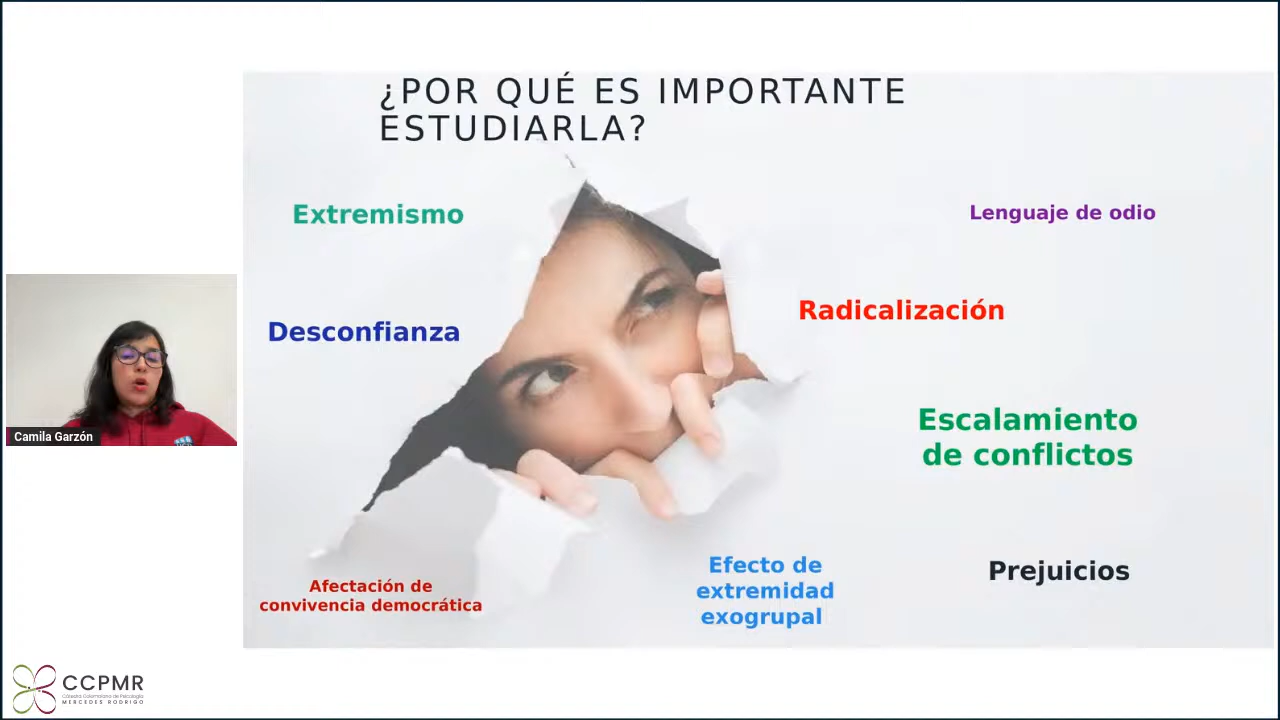 ¿POR QUÉ ES IMPORTANTE
ESTUDIARLA?
Extremismo
Lenguaje de odio
Radicalización
Desconfianza
Escalamiento
de conflictos
Efecto de
extremidad
exogrupal
Prejuicios
Afectación de
convivencia democrática
Camila Garzón
CCPMR
Cátedra Colombiana de Psicología
MERCEDES RODRIGO